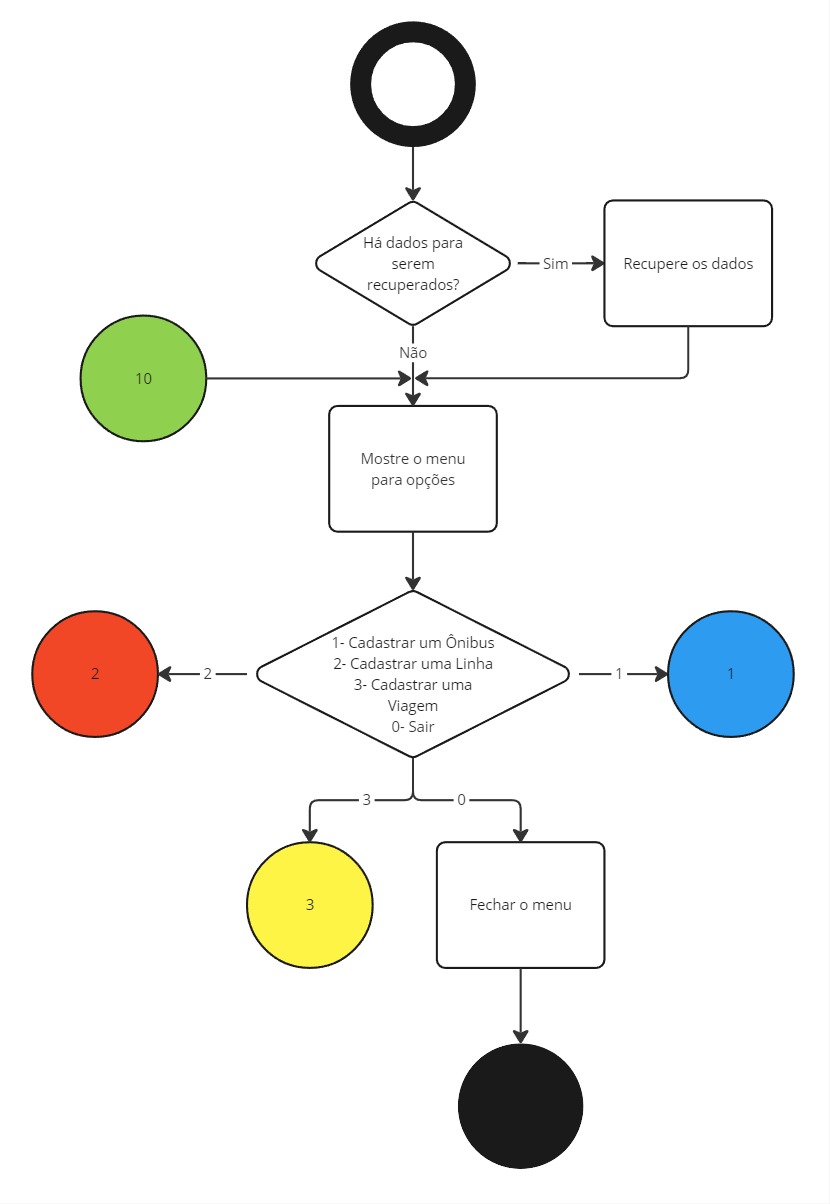 Há dados para
serem
recuperados?
Sim
Recupere os dados
Não
10
Mostre o menu
para opções
1- Cadastrar um Ônibus
2- Cadastrar uma Linha
3- Cadastrar uma
Viagem
0- Sair
2
2
1
1
3
0
3
Fechar o menu